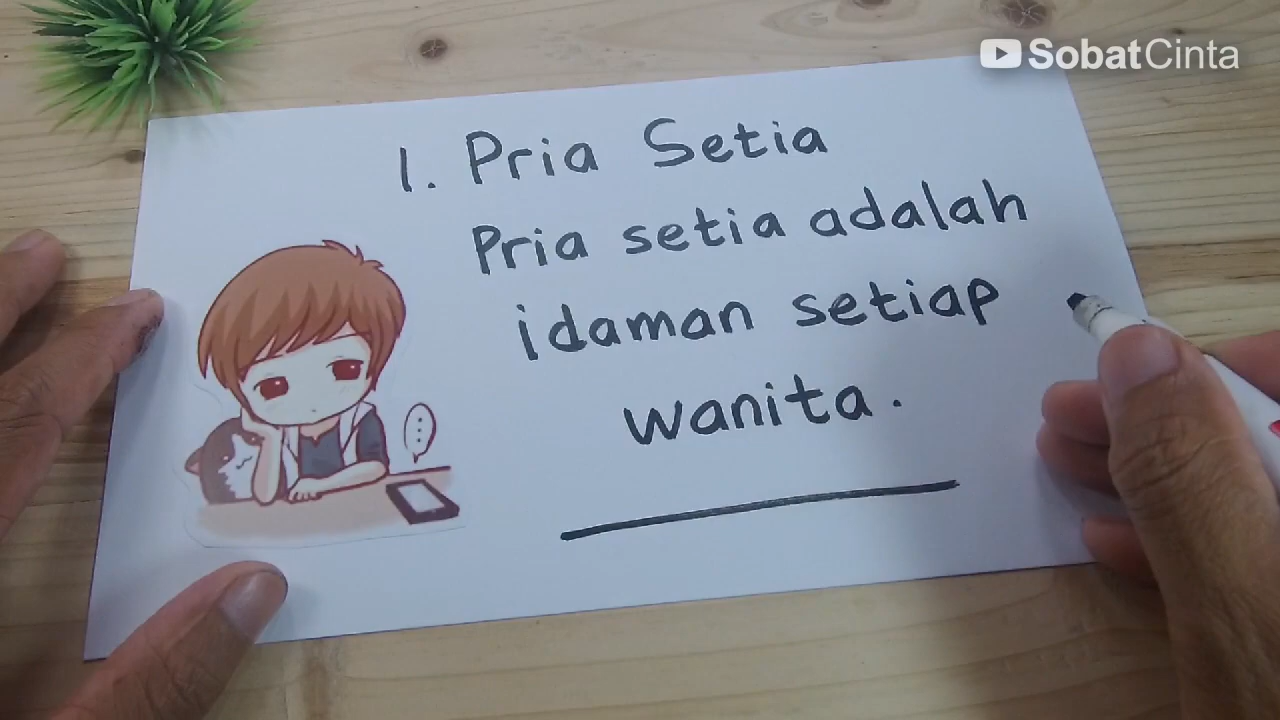 SobatCinta
1. Pria Setia
Pria setia adalah
idaman setiap
wanita.